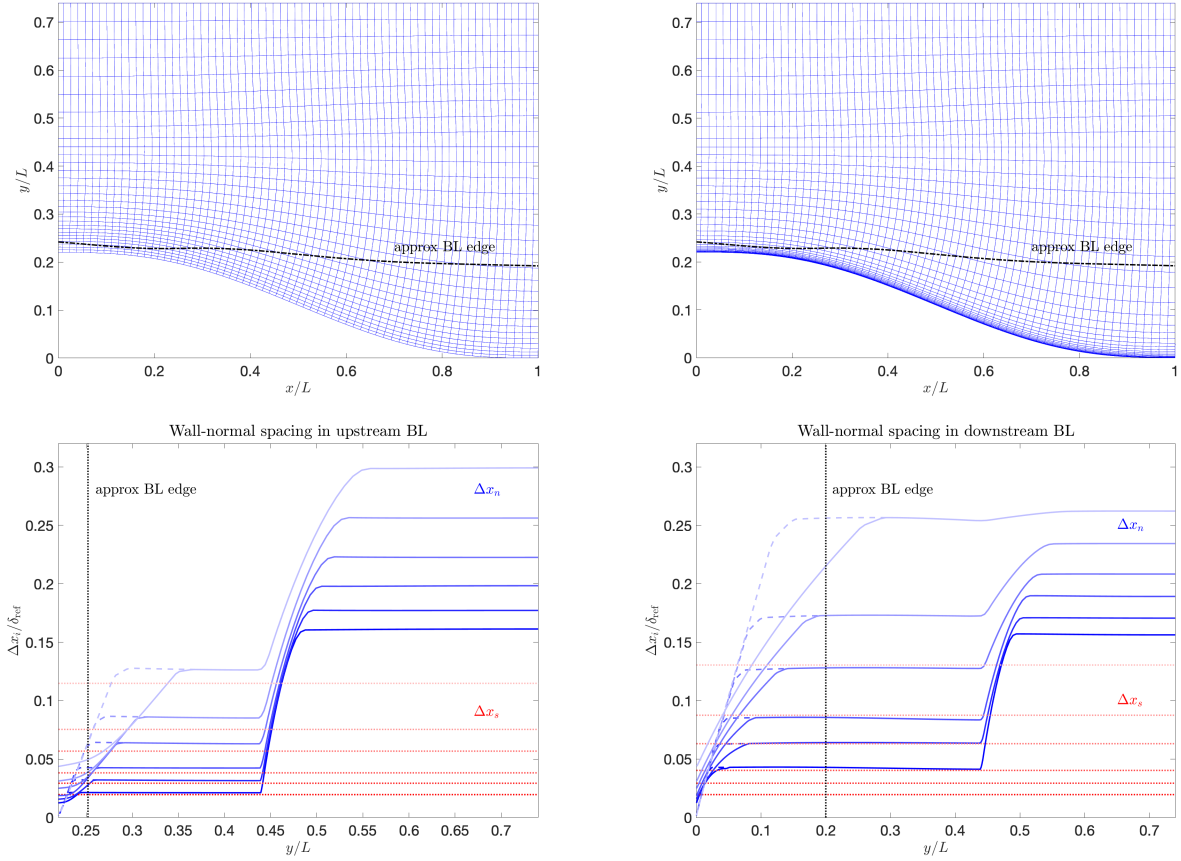 0.7
0.6
0.5
0.4
0.3
0.2
0.1
0
y/L
approx BL edge
0 0.2 0.4 0.6 0.8 1
x/L
0.7
0.6
0.5
0.4
0.3
0.2
0.1
0
y/L
approx BL edge
0 0.2 0.4 0.6 0.8 1
x/L
Wall-normal spacing in upstream BL
0.3
0.25
0.2
0.15
0.1
0.05
0
Δx_i/δ_ref
approx BL edge
Δx_n
Δx_s
0.25 0.3 0.35 0.4 0.45 0.5 0.55 0.6 0.65 0.7
y/L
Wall-normal spacing in downstream BL
0.3
0.25
0.2
0.15
0.1
0.05
0
Δx_i/δ_ref
approx BL edge
Δx_n
Δx_s
0 0.1 0.2 0.3 0.4 0.5 0.6 0.7
y/L